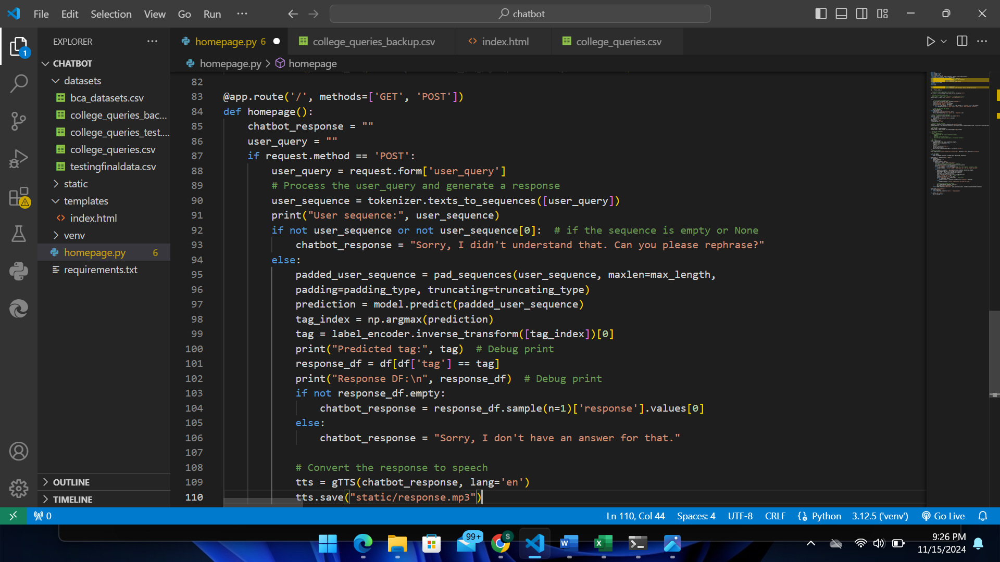 File Edit Selection View Go Run ···
chatbot
EXPLORER ···
homepage.py 6
college_queries_backup.csv
index.html
college_queries.csv
homepage.py > homepage
1
CHATBOT
datasets
bca_datasets.csv
college_queries_bac...
college_queries_test....
college_queries.csv
testingfinaldata.csv
static
templates
index.html
venv
homepage.py 6
requirements.txt
OUTLINE
TIMELINE
82
83 @app.route('/', methods=['GET', 'POST'])
84 def homepage():
85 chatbot_response = ""
86 user_query = ""
87 if request.method == 'POST':
88 user_query = request.form['user_query']
89 # Process the user_query and generate a response
90 user_sequence = tokenizer.texts_to_sequences([user_query])
91 print("User sequence:", user_sequence)
92 if not user_sequence or not user_sequence[0]: # if the sequence is empty or None
93 chatbot_response = "Sorry, I didn't understand that. Can you please rephrase?"
94 else:
95 padded_user_sequence = pad_sequences(user_sequence, maxlen=max_length,
96 padding=padding_type, truncating=truncating_type)
97 prediction = model.predict(padded_user_sequence)
98 tag_index = np.argmax(prediction)
99 tag = label_encoder.inverse_transform([tag_index])[0]
100 print("Predicted tag:", tag) # Debug print
101 response_df = df[df['tag'] == tag]
102 print("Response DF:\n", response_df) # Debug print
103 if not response_df.empty:
104 chatbot_response = response_df.sample(n=1)['response'].values[0]
105 else:
106 chatbot_response = "Sorry, I don't have an answer for that."
107
108 # Convert the response to speech
109 tts = gTTS(chatbot_response, lang='en')
110 tts.save("static/response.mp3")
0
Ln 110, Col 44 Spaces: 4 UTF-8 CRLF Python 3.12.5 ('venv') Go Live
99+
S
9:26 PM
11/15/2024